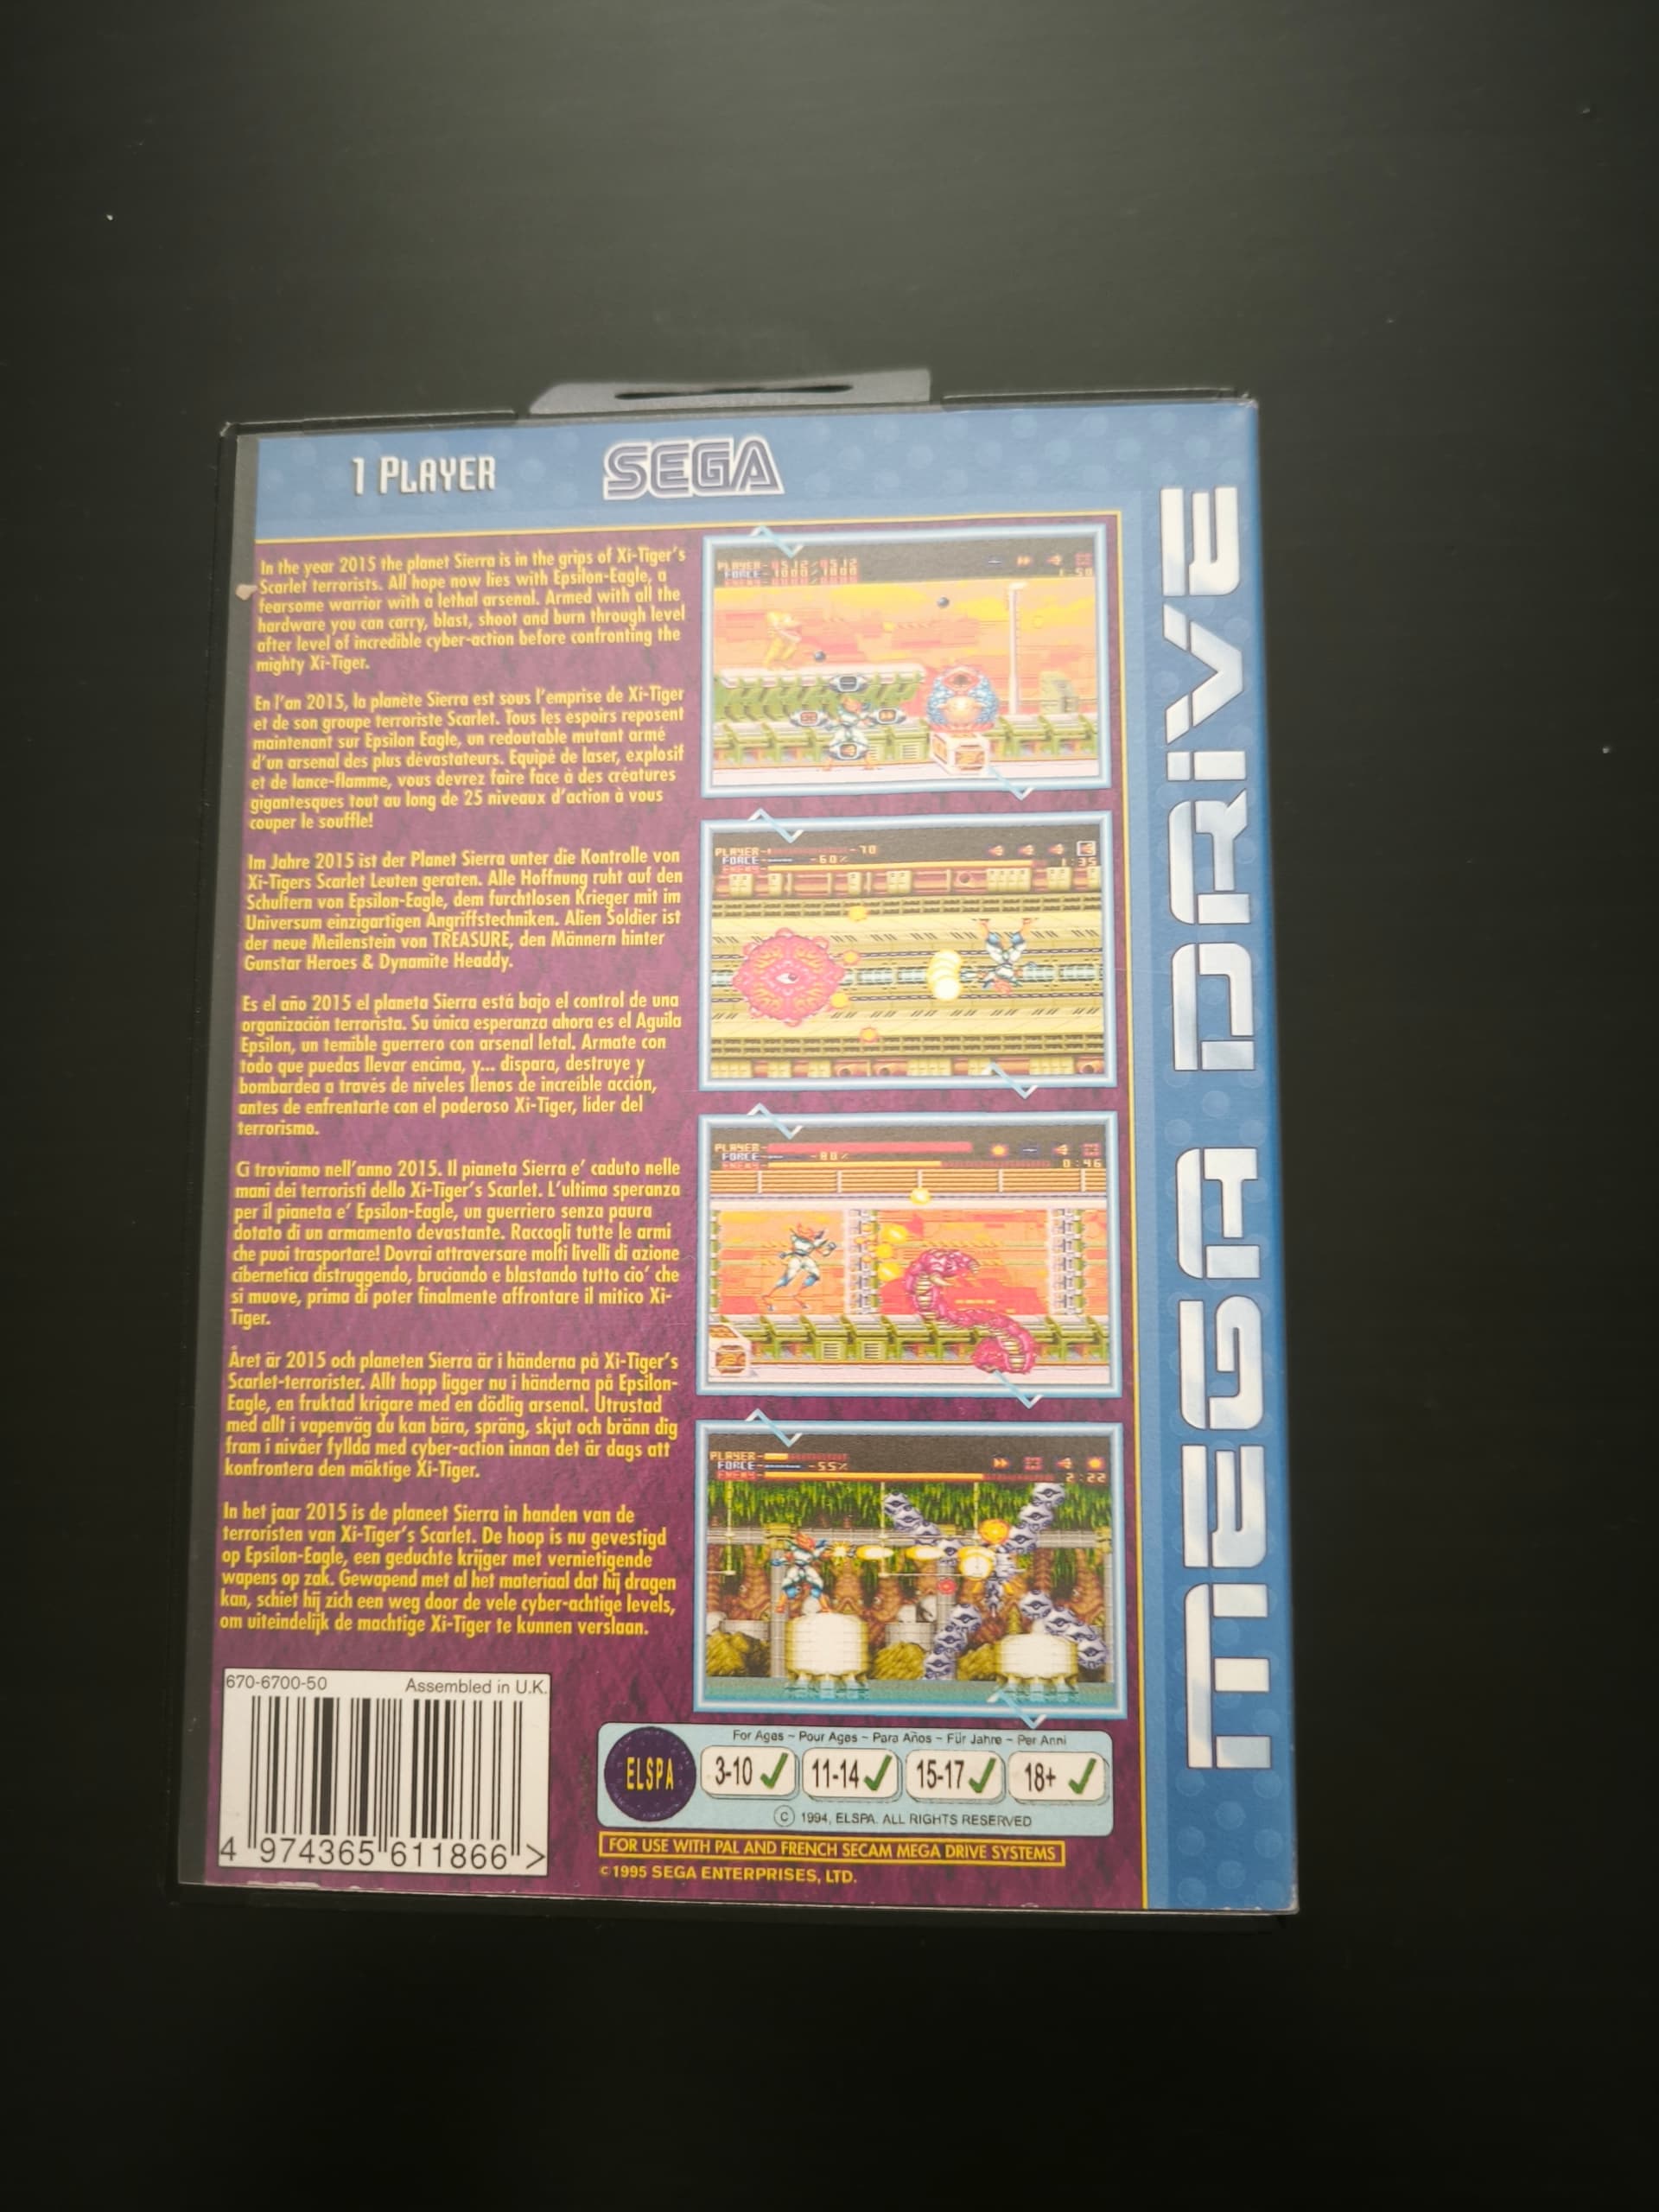 1 PLAYER
SEGA
In the year 2015 the planet Sierra is in the grips of Xi-Tiger's
Scarlet terrorists. All hope now lies with Epsilon-Eagle, a
fearsome warrior with a lethal arsenal. Armed with all the
hardware you can carry, blast, shoot and burn through level
after level of incredible cyber-action before confronting the
mighty Xi-Tiger.
En l'an 2015, la planète Sierra est sous l'emprise de Xi-Tiger
et de son groupe terroriste Scarlet. Tous les espoirs reposent
maintenant sur Epsilon Eagle, un redoutable mutant armé
d'un arsenal des plus dévastateurs. Equipé de laser, explosif
et de lance-flamme, vous devrez faire face à des créatures
gigantesques tout au long de 25 niveaux d'action à vous
couper le souffle!
Im Jahre 2015 ist der Planet Sierra unter die Kontrolle von
Xi-Tigers Scarlet Leuten geraten. Alle Hoffnung ruht auf den
Schultern von Epsilon-Eagle, dem furchtlosen Krieger mit im
Universum einzigartigen Angriffstechniken. Alien Soldier ist
der neue Meilenstein von TREASURE, den Männern hinter
Gunstar Heroes & Dynamite Headdy.
Es el año 2015 el planeta Sierra está bajo el control de una
organización terrorista. Su única esperanza ahora es el Aguila
Epsilon, un temible guerrero con arsenal letal. Armate con
todo que puedas llevar encima, y... dispara, destruye y
bombardea a través de niveles llenos de increíble acción,
antes de enfrentarte con el poderoso Xi-Tiger, lider del
terrorismo.
Ci troviamo nell'anno 2015. Il pianeta Sierra e' caduto nelle
mani dei terroristi dello Xi-Tiger's Scarlet. L'ultima speranza
per il pianeta e' Epsilon-Eagle, un guerriero senza paura
dotato di un armamento devastante. Raccogli tutte le armi
che puoi trasportare! Dovrai attraversare molti livelli di azione
cibernetica distruggendo, bruciando e blastando tutto cio' che
si muove, prima di poter finalmente affrontare il mitico Xi-
Tiger.
Året är 2015 och planeten Sierra är i händerna på Xi-Tiger's
Scarlet-terrorister. Allt hopp ligger nu i händerna på Epsilon-
Eagle, en fruktad krigare med en dödlig arsenal. Utrustad
med allt i vapenväg du kan bära, spräng, skjut och bränn dig
fram i nivåer fyllda med cyber-action innan det är dags att
konfrontera den mäktige Xi-Tiger.
In het jaar 2015 is de planeet Sierra in handen van de
terroristen van Xi-Tiger's Scarlet. De hoop is nu gevestigd
op Epsilon-Eagle, een geduchte krijger met vernietigende
wapens op zak. Gewapend met al het materiaal dat hij dragen
kan, schiet hij zich een weg door de vele cyber-achtige levels,
om uiteindelijk de machtige Xi-Tiger te kunnen verslaan.
PLAYER
FORCE
ENEMY
PLAYER 70
FORCE -60%
1:35
PLAYER
FORCE -80%
ENEMY 0:46
PLAYER
FORCE -55%
ENEMY 2:22
670-6700-50 Assembled in U.K.
4 974365 611866 >
ELSPA
For Ages ~ Pour Ages ~ Para Años ~ Für Jahre ~ Per Anni
3-10 11-14 15-17 18+
© 1994, ELSPA. ALL RIGHTS RESERVED
FOR USE WITH PAL AND FRENCH SECAM MEGA DRIVE SYSTEMS
©1995 SEGA ENTERPRISES, LTD.
MEGA DRIVE